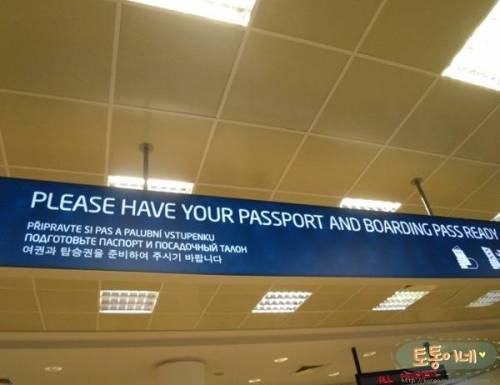 PLEASE HAVE YOUR PASSPORT AND BOARDING PASS READY
PŘIPRAVTE SI PAS A PALUBNÍ VSTUPENKU
ПОДГОТОВЬТЕ ПАСПОРТ И ПОСАДОЧНЫЙ ТАЛОН
여권과 탑승권을 준비하여 주시기 바랍니다
토통이네
ALL